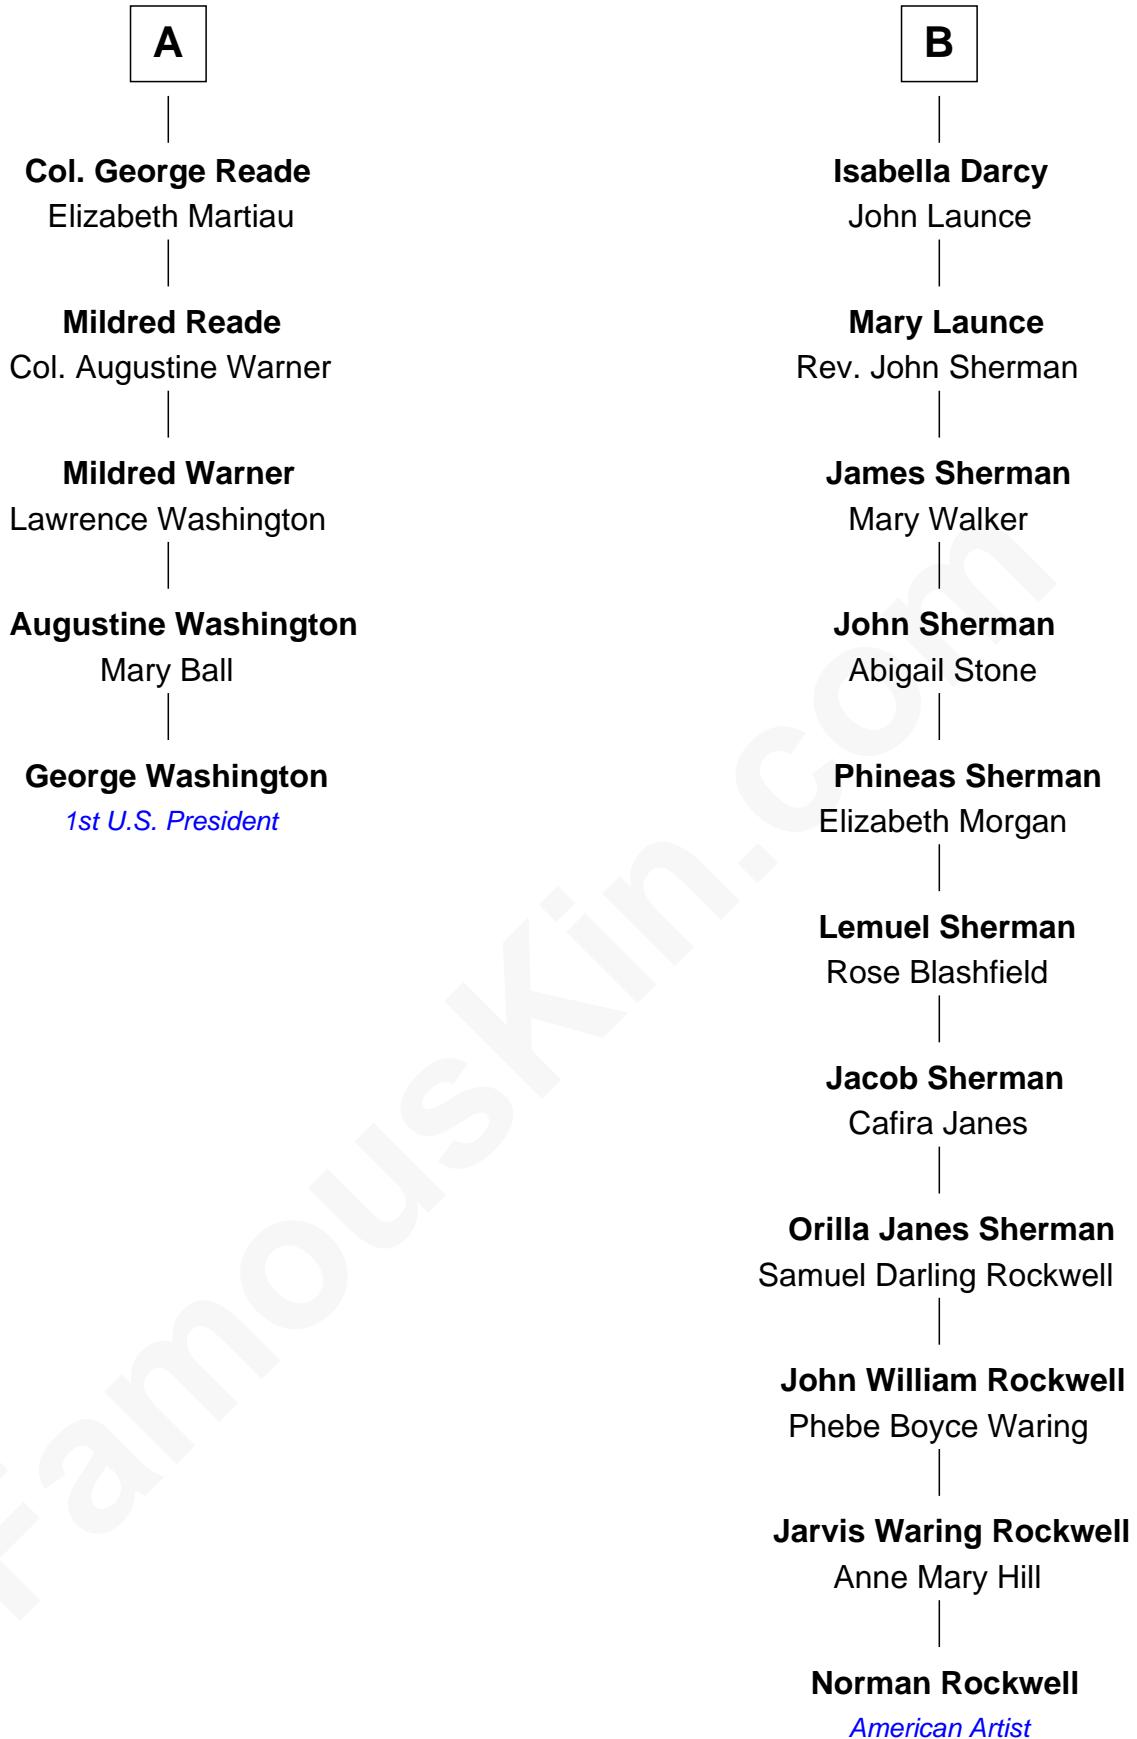 A
Col. George Reade
Elizabeth Martiau
Mildred Reade
Col. Augustine Warner
Mildred Warner
Lawrence Washington
Augustine Washington
Mary Ball
George Washington
1st U.S. President
B
Isabella Darcy
John Launce
Mary Launce
Rev. John Sherman
James Sherman
Mary Walker
John Sherman
Abigail Stone
Phineas Sherman
Elizabeth Morgan
Lemuel Sherman
Rose Blashfield
Jacob Sherman
Cafira Janes
Orilla Janes Sherman
Samuel Darling Rockwell
John William Rockwell
Phebe Boyce Waring
Jarvis Waring Rockwell
Anne Mary Hill
Norman Rockwell
American Artist
FamousKin.com